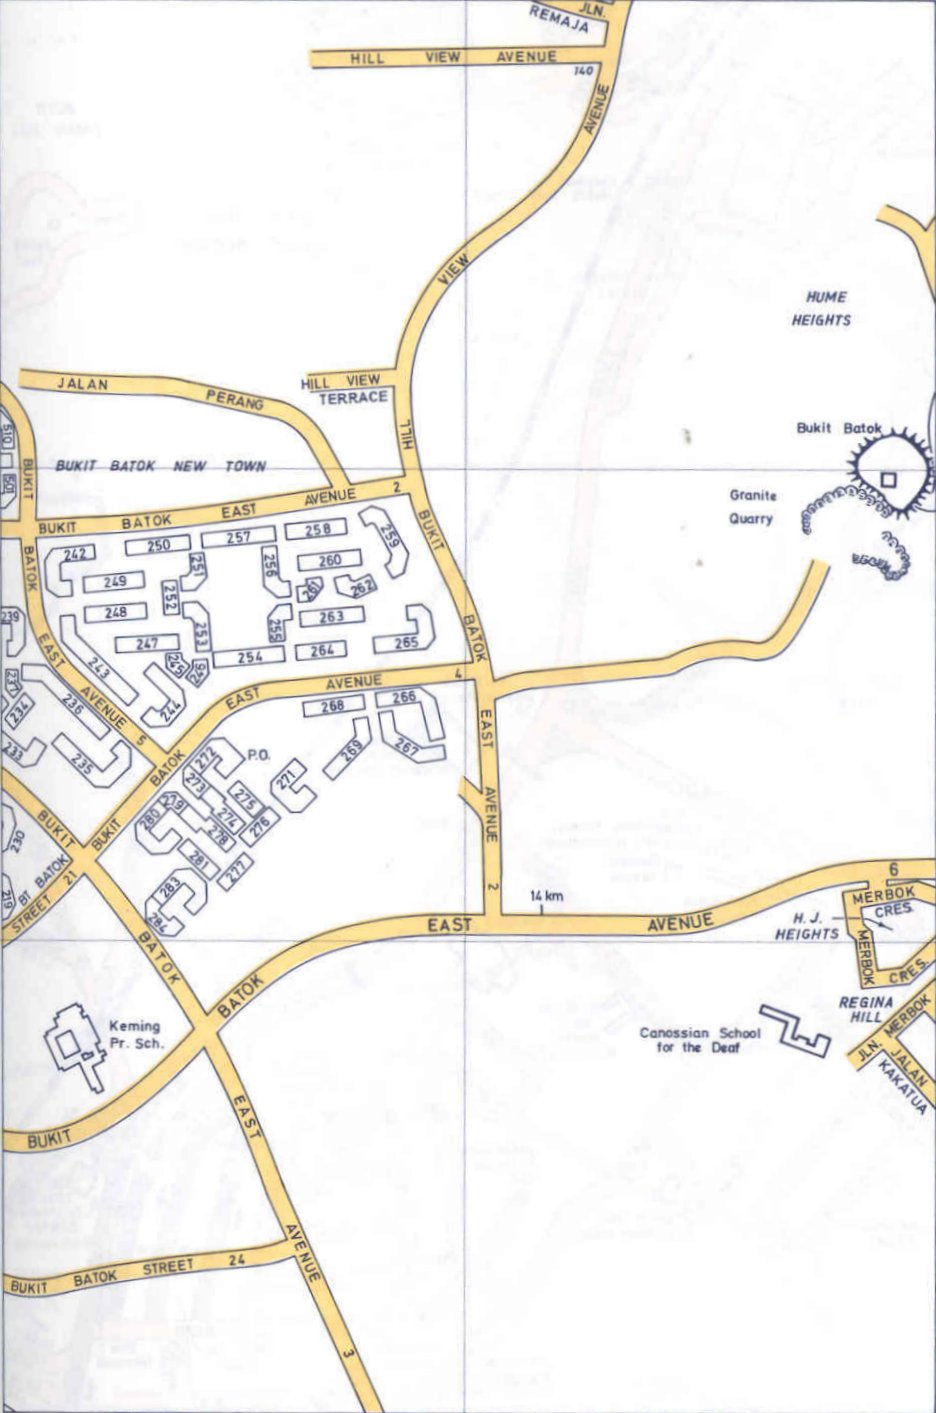 JLN.
REMAJA
HILL VIEW AVENUE
140
AVENUE
VIEW
HUME
HEIGHTS
JALAN PERANG
HILL VIEW
TERRACE
HILL
Bukit Batok
510
501
BUKIT
BUKIT BATOK NEW TOWN
Granite
Quarry
BUKIT BATOK EAST AVENUE 2
BUKIT
242
250
257
258
259
BATOK
249
251
256
260
261
262
248
252
263
239
247
253
255
265
EAST
243
245
246
254
264
BATOK
237
236
244
EAST AVENUE 4
234
AVENUE 5
268
266
233
235
BATOK
272
P.O.
269
267
EAST
273
271
279
275
280
274
276
278
AVENUE
230
BUKIT
BUKIT
281
277
2
219
BT BATOK
STREET 21
283
284
14 km
6
MERBOK
CRES.
EAST AVENUE
H. J.
HEIGHTS
MERBOK
CRES.
BATOK
BATOK
REGINA
HILL
Keming
Pr. Sch.
Canossian School
for the Deaf
JLN. MERBOK
JALAN
KAKATUA
BUKIT
EAST
AVENUE
BUKIT BATOK STREET 24
3